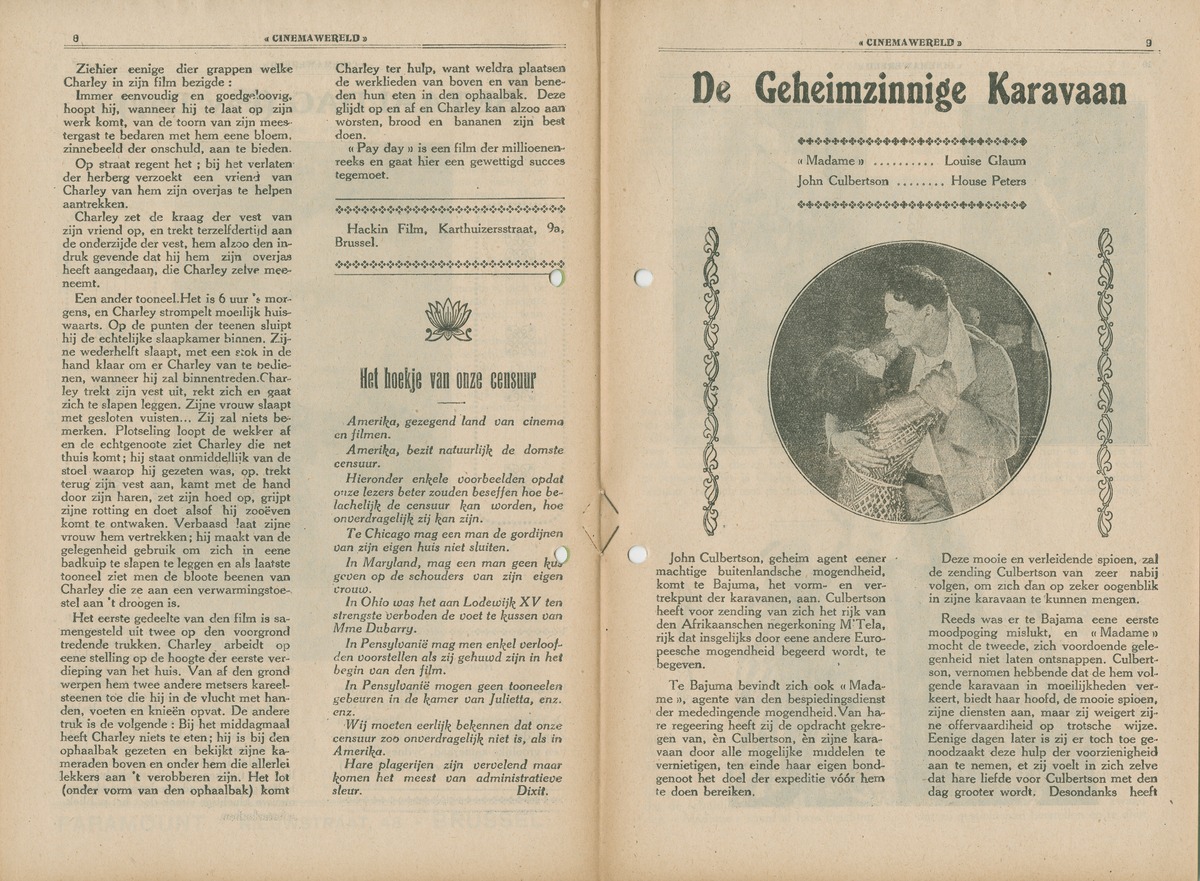 8
« CINEMAWERELD »
Ziehier eenige dier grappen welke
Charley in zijn film bezigde :
Immer eenvoudig en goedgeloovig,
hoopt hij, wanneer hij te laat op zijn
werk komt, van de toorn van zijn mees-
tergast te bedaren met hem eene bloem,
zinnebeeld der onschuld, aan te bieden.
Op straat regent het ; bij het verlaten
der herberg verzoekt een vriend van
Charley van hem zijn overjas te helpen
aantrekken.
Charley zet de kraag der vest van
zijn vriend op, en trekt terzelfdertijd aan
de onderzijde der vest, hem alzoo den in-
druk gevende dat hij hem zijn overjas
heeft aangedaan, die Charley zelve mee-
neemt.
Een ander tooneel.Het is 6 uur 's mor-
gens, en Charley strompelt moeilijk huis-
waarts. Op de punten der teenen sluipt
hij de echtelijke slaapkamer binnen. Zij-
ne wederhelft slaapt, met een stok in de
hand klaar om er Charley van te bedie-
nen, wanneer hij zal binnentreden.Char-
ley trekt zijn vest uit, rekt zich en gaat
zich te slapen leggen. Zijne vrouw slaapt
met gesloten vuisten... Zij zal niets be-
merken. Plotseling loopt de wekker af
en de echtgenoote ziet Charley die net
thuis komt ; hij staat onmiddellijk van de
stoel waarop hij gezeten was, op, trekt
terug zijn vest aan, kamt met de hand
door zijn haren, zet zijn hoed op, grijpt
zijne rotting en doet alsof hij zooëven
komt te ontwaken. Verbaasd laat zijne
vrouw hem vertrekken ; hij maakt van de
gelegenheid gebruik om zich in eene
badkuip te slapen te leggen en als laatste
tooneel ziet men de bloote beenen van
Charley die ze aan een verwarmingstoe-
stel aan 't droogen is.
Het eerste gedeelte van den film is sa-
mengesteld uit twee op den voorgrond
tredende trukken. Charley arbeidt op
eene stelling op de hoogte der eerste ver-
dieping van het huis. Van af den grond
werpen hem twee andere metsers kareel-
steenen toe die hij in de vlucht met han-
den, voeten en knieën opvat. De andere
truk is de volgende : Bij het middagmaal
heeft Charley niets te eten ; hij is bij den
ophaalbak gezeten en bekijkt zijne ka-
meraden boven en onder hem die allerlei
lekkers aan 't verobberen zijn. Het lot
(onder vorm van den ophaalbak) komt
Charley ter hulp, want weldra plaatsen
de werklieden van boven en van bene-
den hun eten in den ophaalbak. Deze
glijdt op en af en Charley kan alzoo aan
worsten, brood en bananen zijn best
doen.
« Pay day » is een film der millioenen-
reeks en gaat hier een gewettigd succes
tegemoet.
Hackin Film, Karthuizersstraat, 9a,
Brussel.
Het hoekje van onze censuur
Amerika, gezegend land van cinema
en filmen.
Amerika, bezit natuurlijk de domste
censuur.
Hieronder enkele voorbeelden opdat
onze lezers beter zouden beseffen hoe be-
lachelijk de censuur kan worden, hoe
onverdragelijk zij kan zijn.
Te Chicago mag een man de gordijnen
van zijn eigen huis niet sluiten.
In Maryland, mag een man geen kus
geven op de schouders van zijn eigen
vrouw.
In Ohio was het aan Lodewijk XV ten
strengste verboden de voet te kussen van
Mme Dubarry.
In Pensylvanië mag men enkel verloof-
den voorstellen als zij gehuwd zijn in het
begin van den film.
In Pensylvanië mogen geen tooneelen
gebeuren in de kamer van Julietta, enz.
enz.
Wij moeten eerlijk bekennen dat onze
censuur zoo onverdragelijk niet is, als in
Amerika.
Hare plagerijen zijn vervelend maar
komen het meest van administratieve
sleur. Dixit.
« CINEMAWERELD »
9
De Geheimzinnige Karavaan
« Madame » .......... Louise Glaum
John Culbertson ........ House Peters
John Culbertson, geheim agent eener
machtige buitenlandsche mogendheid,
komt te Bajuma, het vorm- en ver-
trekpunt der karavanen, aan. Culbertson
heeft voor zending van zich het rijk van
den Afrikaanschen negerkoning M'Tela,
rijk dat insgelijks door eene andere Euro-
peesche mogendheid begeerd wordt, te
begeven.
Te Bajuma bevindt zich ook « Mada-
me », agente van den bespiedingsdienst
der mededingende mogendheid.Van ha-
re regeering heeft zij de opdracht gekre-
gen van, èn Culbertson, èn zijne kara-
vaan door alle mogelijke middelen te
vernietigen, ten einde haar eigen bond-
genoot het doel der expeditie vóór hem
te doen bereiken.
Deze mooie en verleidende spioen, zal
de zending Culbertson van zeer nabij
volgen, om zich dan op zeker oogenblik
in zijne karavaan te kunnen mengen.
Reeds was er te Bajama eene eerste
moodpoging mislukt, en « Madame »
mocht de tweede, zich voordoende gele-
genheid niet laten ontsnappen. Culbert-
son, vernomen hebbende dat de hem vol-
gende karavaan in moeilijkheden ver-
keert, biedt haar hoofd, de mooie spioen,
zijne diensten aan, maar zij weigert zij-
ne offervaardiheid op trotsche wijze.
Eenige dagen later is zij er toch toe ge-
noodzaakt deze hulp der voorzienigheid
aan te nemen, et zij voelt in zich zelve
dat hare liefde voor Culbertson met den
dag grooter wordt. Desondanks heeft